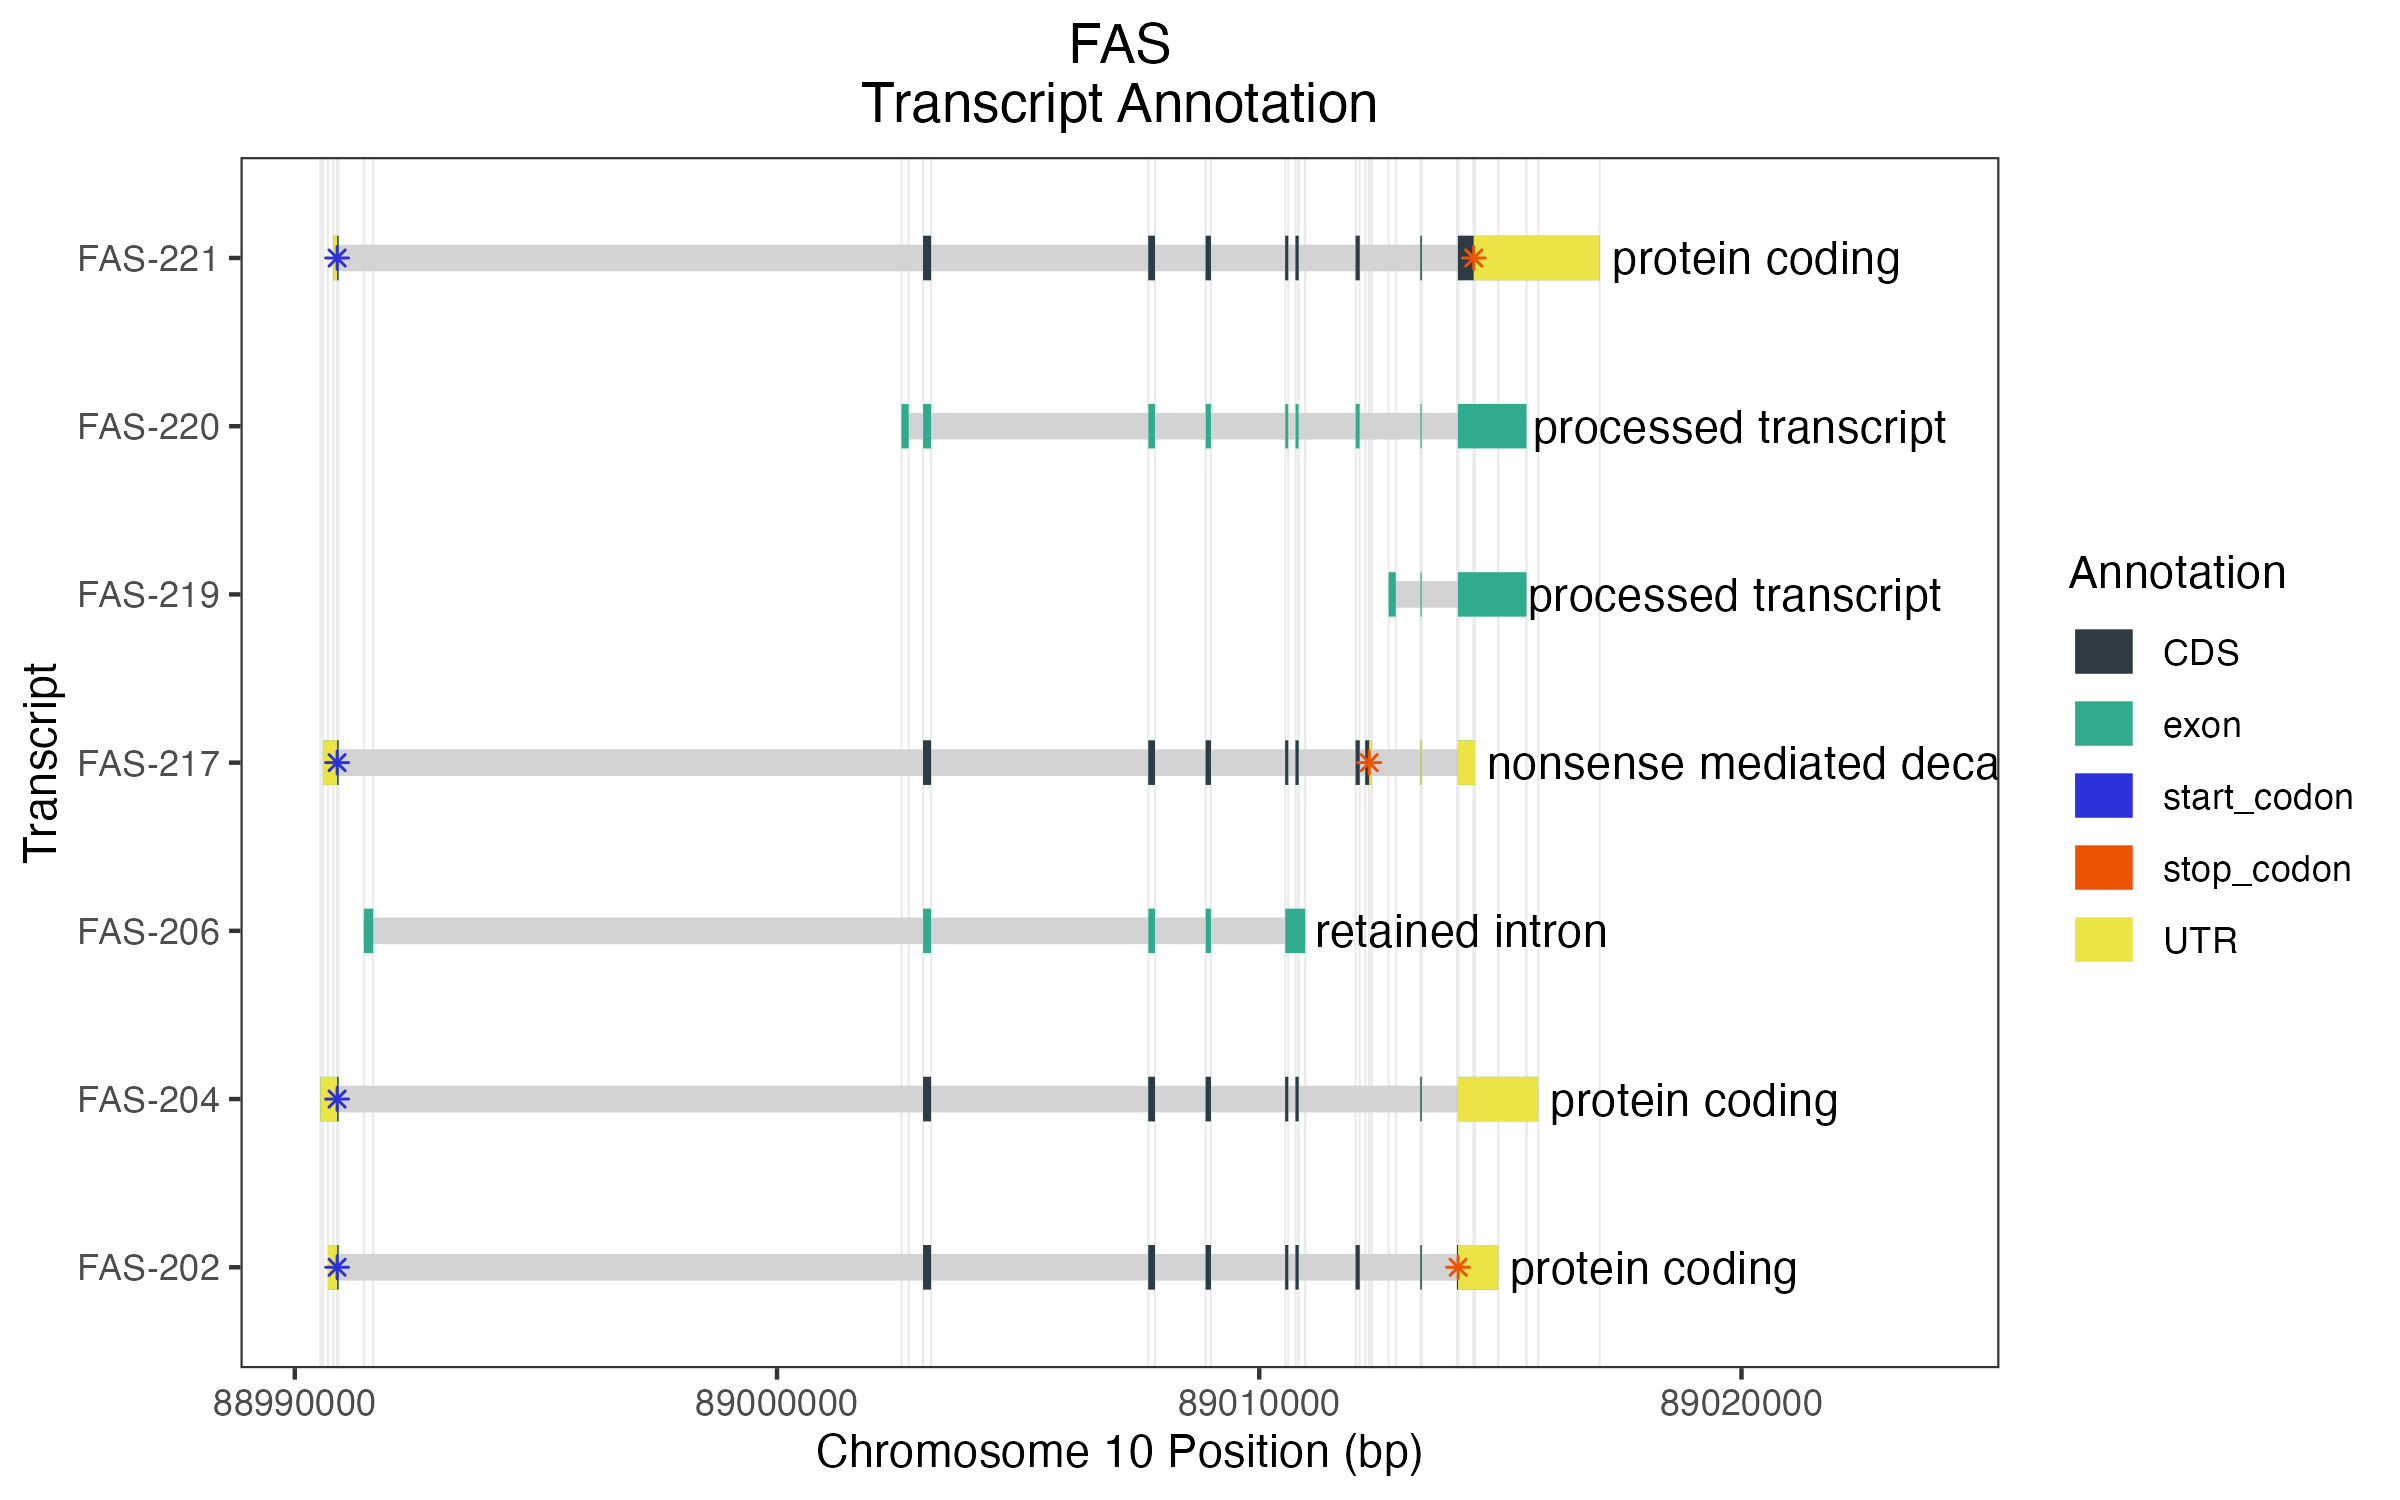 FAS
Transcript Annotation
Transcript
FAS-221
protein coding
FAS-220
processed transcript
FAS-219
processed transcript
FAS-217
nonsense mediated deca
FAS-206
retained intron
FAS-204
protein coding
FAS-202
protein coding
88990000
89000000
89010000
89020000
Chromosome 10 Position (bp)
Annotation
CDS
exon
start_codon
stop_codon
UTR